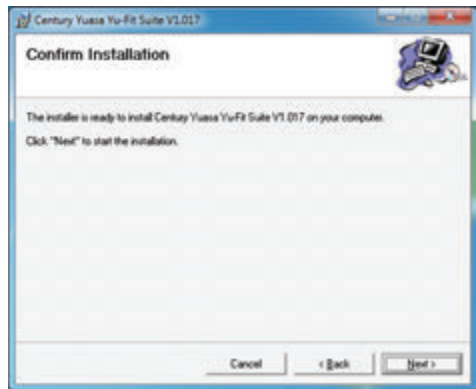 Century Yuasa Yu-Fit Suite V1.017
Confirm Installation
The installer is ready to install Century Yuasa Yu-Fit Suite V1.017 on your computer.
Click "Next" to start the installation.
Cancel
< Back
Next >